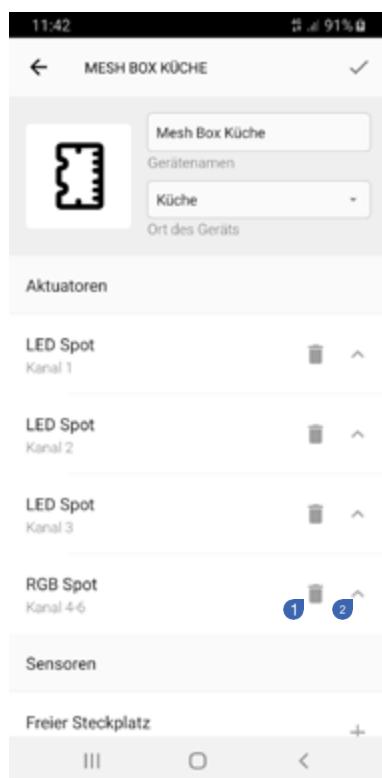 11:42
91%
MESH BOX KÜCHE
Mesh Box Küche
Gerätenamen
Küche
Ort des Geräts
Aktuatoren
LED Spot
Kanal 1
LED Spot
Kanal 2
LED Spot
Kanal 3
RGB Spot
Kanal 4-6
1
2
Sensoren
Freier Steckplatz